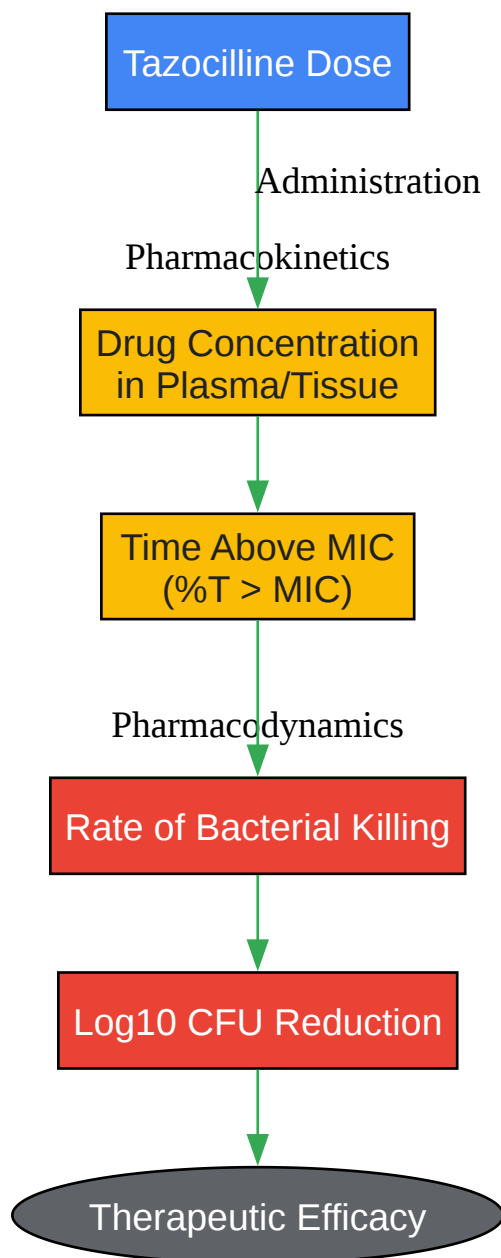 Tazocilline Dose
Administration
Pharmacokinetics
Drug Concentration
in Plasma/Tissue
Time Above MIC
(%T > MIC)
Pharmacodynamics
Rate of Bacterial Killing
Log10 CFU Reduction
Therapeutic Efficacy